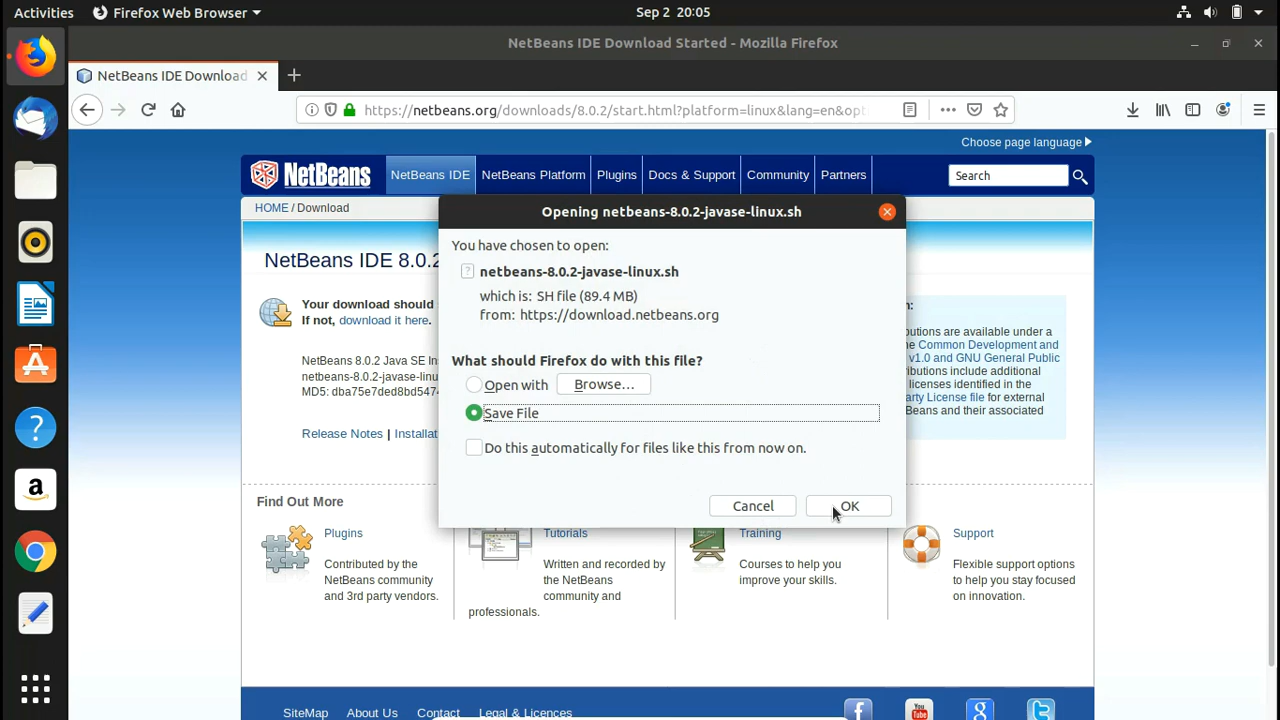 Activities Firefox Web Browser Sep 2 20:05
NetBeans IDE Download Started - Mozilla Firefox
NetBeans IDE Download
https://netbeans.org/downloads/8.0.2/start.html?platform=linux&lang=en&opt
Choose page language
NetBeans NetBeans IDE NetBeans Platform Plugins Docs & Support Community Partners Search
HOME / Download
Opening netbeans-8.0.2-javase-linux.sh
You have chosen to open:
netbeans-8.0.2-javase-linux.sh
which is: SH file (89.4 MB)
from: https://download.netbeans.org
What should Firefox do with this file?
Open with Browse...
Save File
Do this automatically for files like this from now on.
Cancel OK
NetBeans IDE 8.0.2
Your download should
If not, download it here.
NetBeans 8.0.2 Java SE Ins
netbeans-8.0.2-javase-linu
MD5: dba75e7ded8bd5474
Release Notes | Installat
n:
butions are available under a
he Common Development and
v1.0 and GNU General Public
ributions include additional
licenses identified in the
arty License file for external
Beans and their associated
Find Out More
Plugins
Contributed by the
NetBeans community
and 3rd party vendors.
Tutorials
Written and recorded by
the NetBeans
community and
professionals.
Training
Courses to help you
improve your skills.
Support
Flexible support options
to help you stay focused
on innovation.
SiteMap About Us Contact Legal & Licences